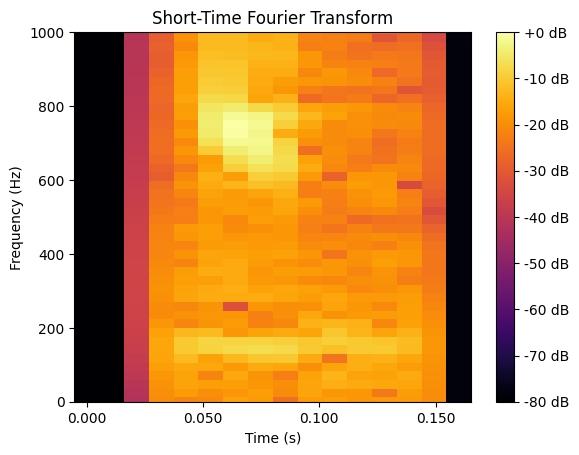 Short-Time Fourier Transform
1000
800
600
400
200
0
Frequency (Hz)
0.000
0.050
0.100
0.150
Time (s)
+0 dB
-10 dB
-20 dB
-30 dB
-40 dB
-50 dB
-60 dB
-70 dB
-80 dB